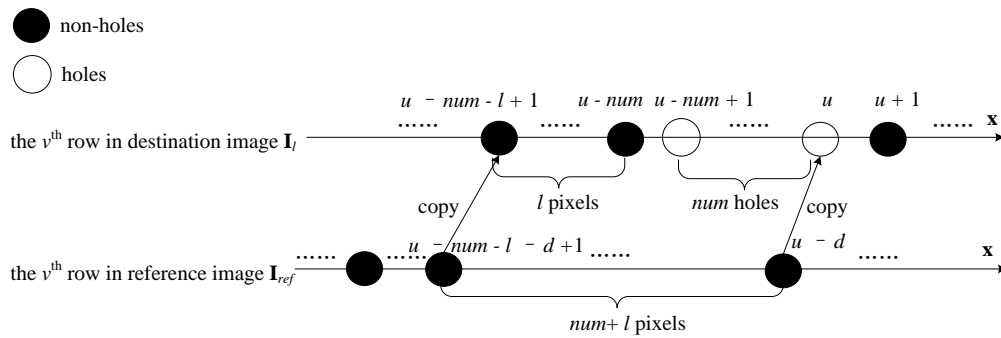 non-holes
holes
u - num - l + 1 u - num u - num + 1 u u + 1
the vth row in destination image Il ...... ...... ...... ...... x
copy l pixels num holes copy
u - num - l - d +1 u - d
the vth row in reference image Iref ...... ...... ...... ...... x
num+ l pixels